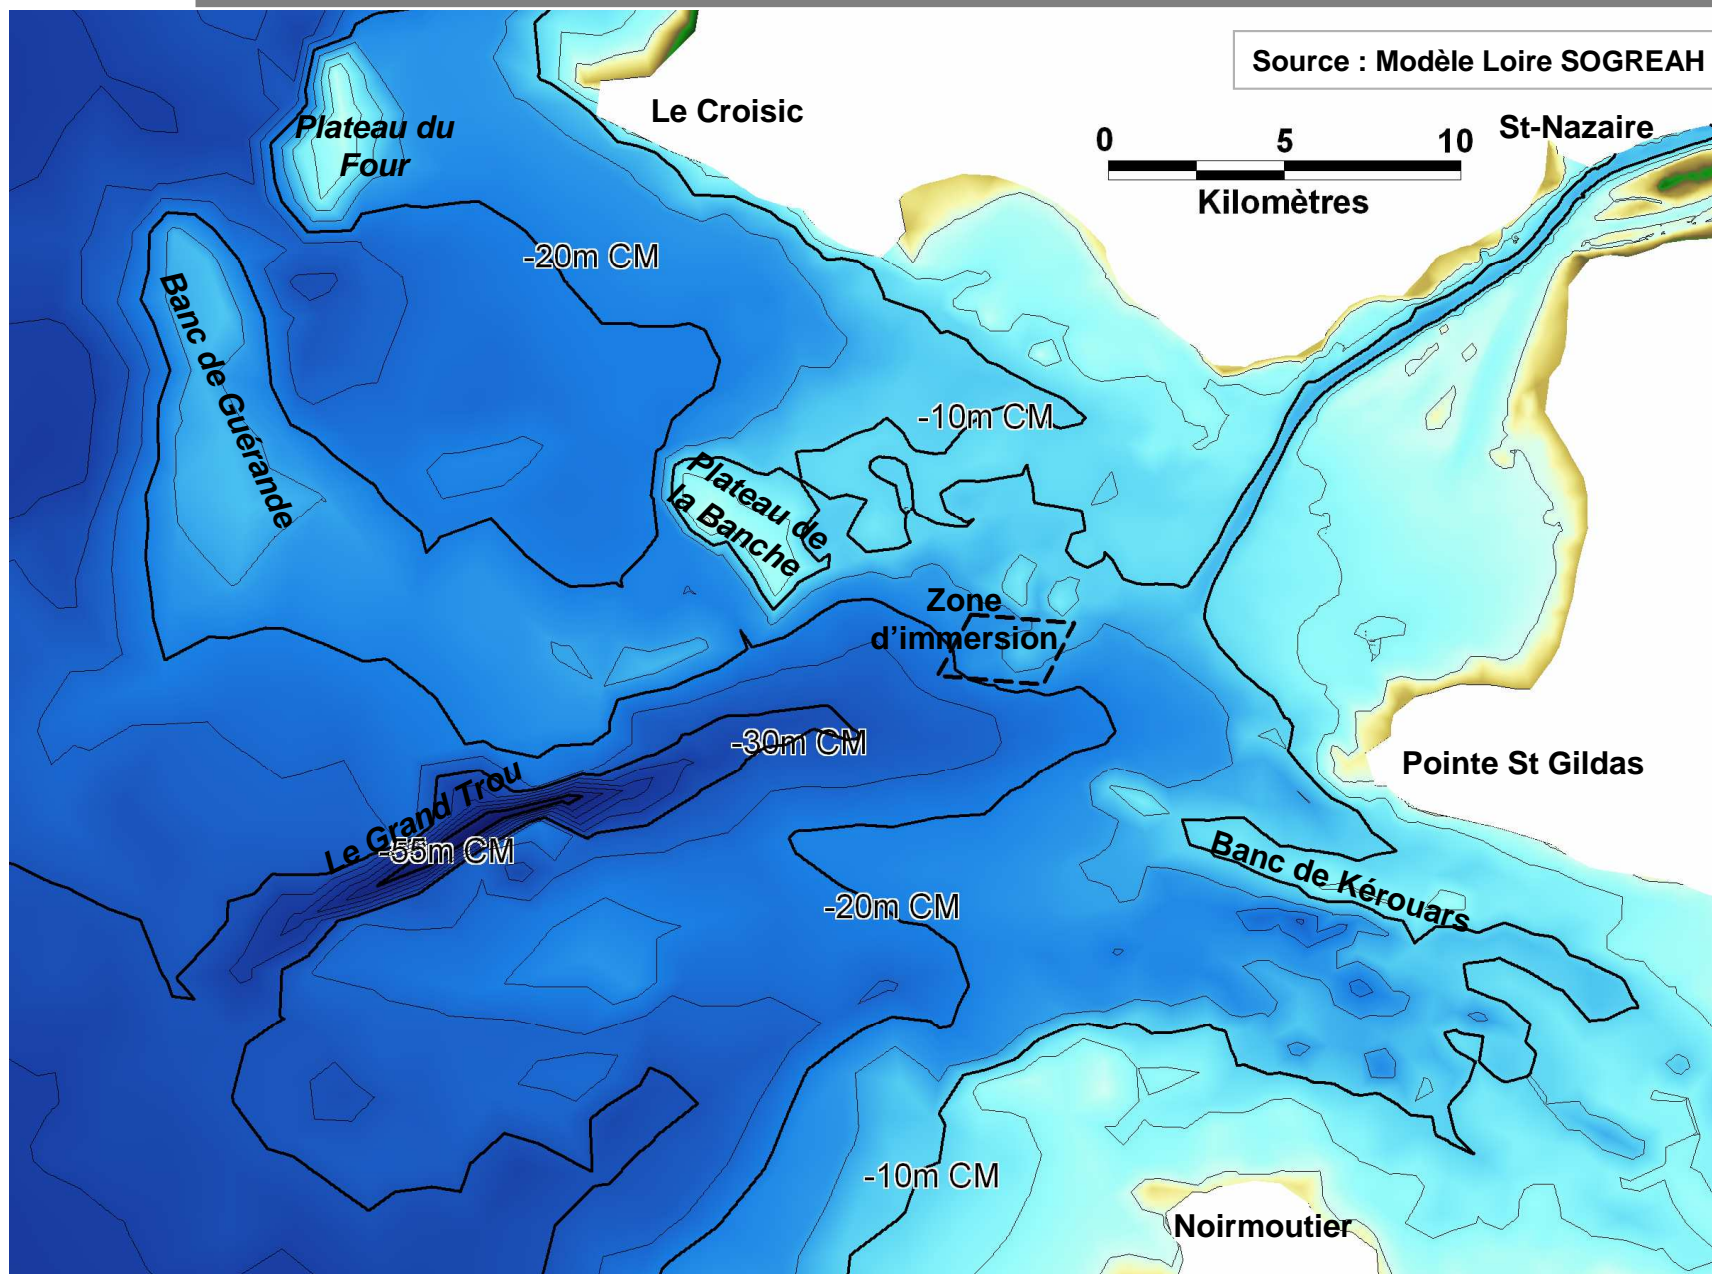 Source : Modèle Loire SOGREAH
Le Croisic
0 5 10
St-Nazaire
Kilomètres
Plateau du
Four
-20m CM
Banc de Guérande
-10m CM
Plateau de
la Banche
Zone
d'immersion
-30m CM
Pointe St Gildas
Le Grand Trou
-55m CM
Banc de Kérouars
-20m CM
-10m CM
Noirmoutier